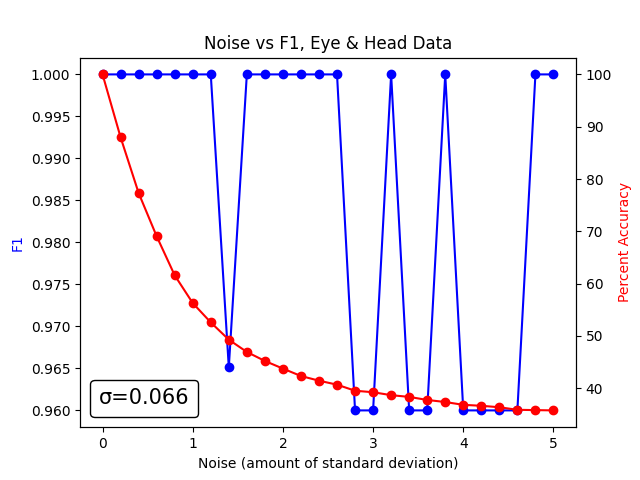 Noise vs F1, Eye & Head Data
1.000
0.995
0.990
0.985
0.980
0.975
0.970
0.965
0.960
F1
100
90
80
70
60
50
40
Percent Accuracy
σ=0.066
0 1 2 3 4 5
Noise (amount of standard deviation)